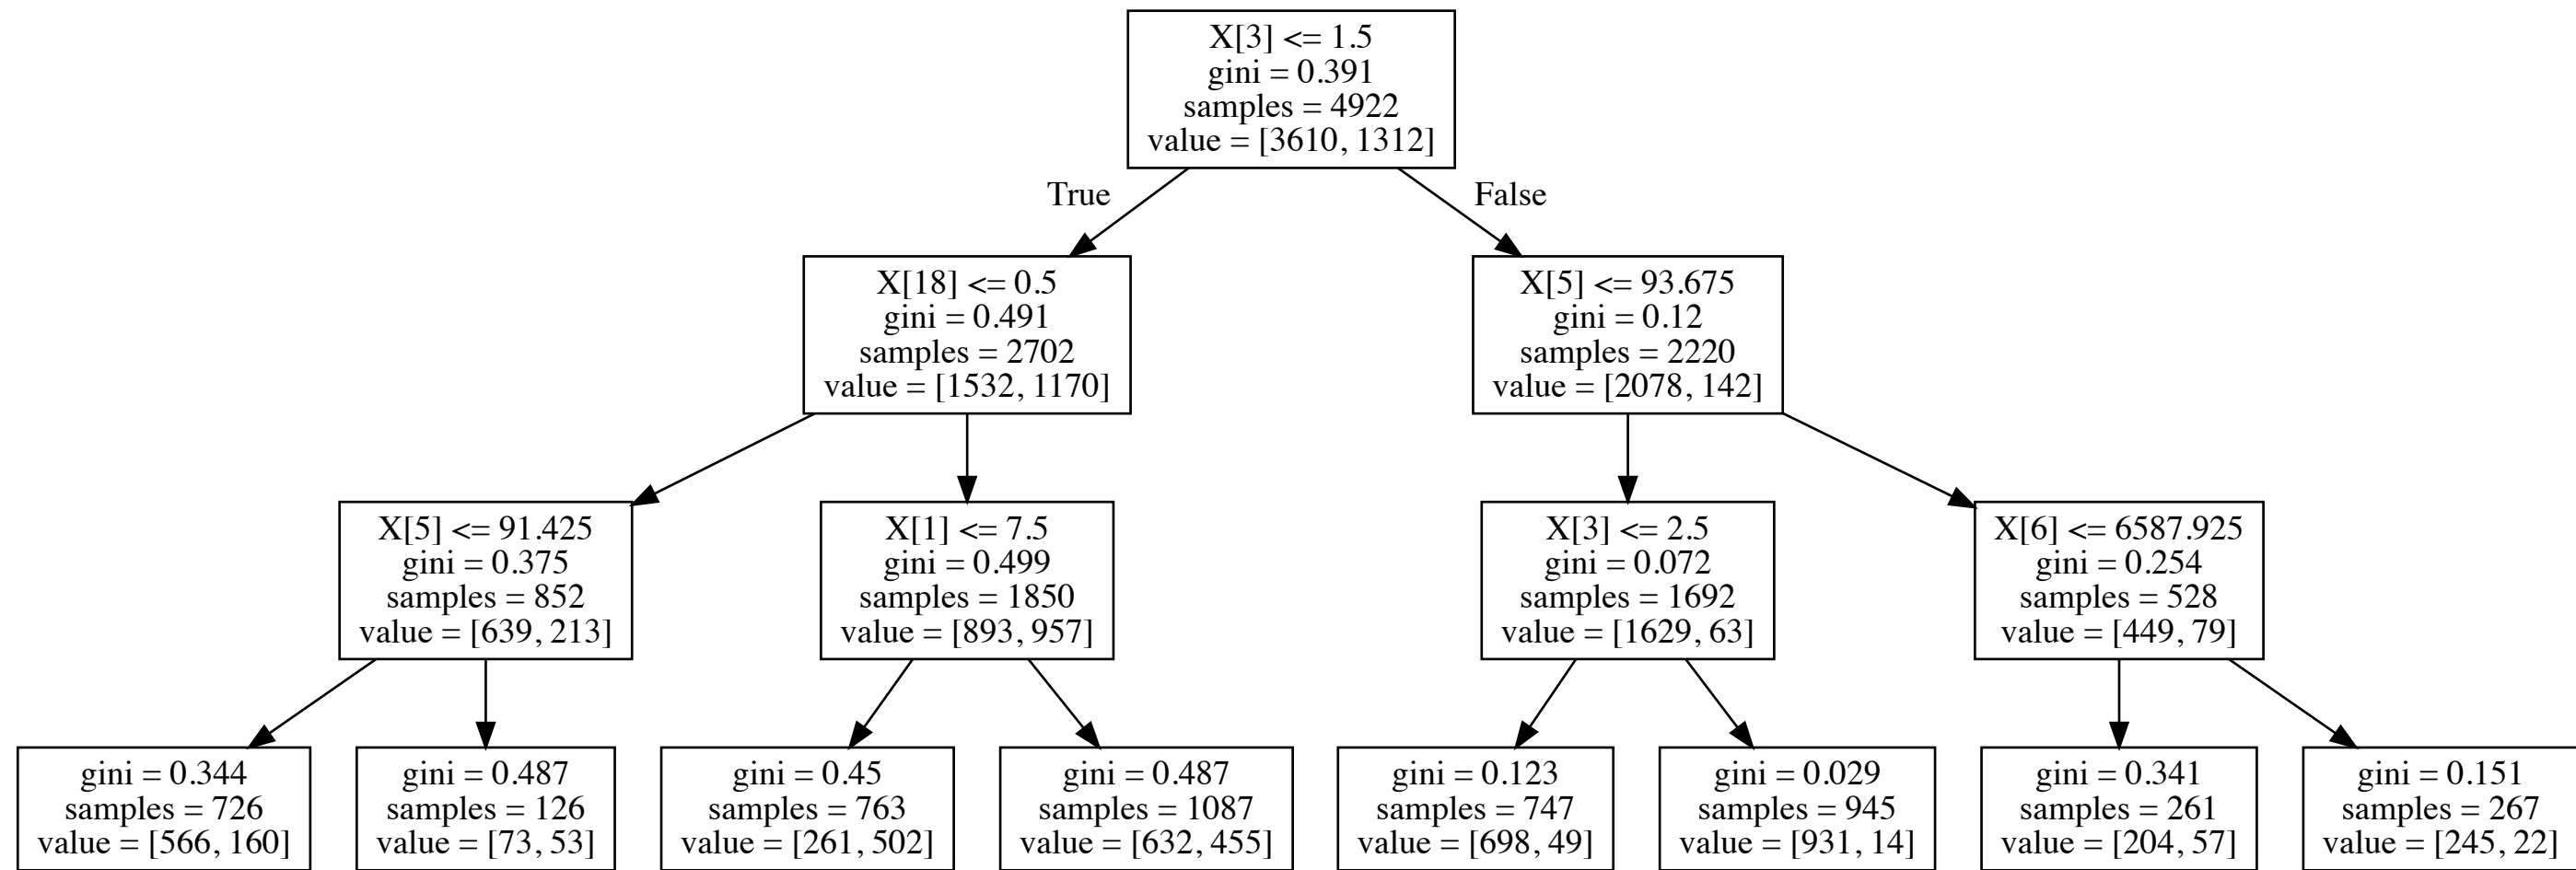 X[3] <= 1.5
gini = 0.391
samples = 4922
value = [3610, 1312]
True
False
X[18] <= 0.5
gini = 0.491
samples = 2702
value = [1532, 1170]
X[5] <= 93.675
gini = 0.12
samples = 2220
value = [2078, 142]
X[5] <= 91.425
gini = 0.375
samples = 852
value = [639, 213]
X[1] <= 7.5
gini = 0.499
samples = 1850
value = [893, 957]
X[3] <= 2.5
gini = 0.072
samples = 1692
value = [1629, 63]
X[6] <= 6587.925
gini = 0.254
samples = 528
value = [449, 79]
gini = 0.344
samples = 726
value = [566, 160]
gini = 0.487
samples = 126
value = [73, 53]
gini = 0.45
samples = 763
value = [261, 502]
gini = 0.487
samples = 1087
value = [632, 455]
gini = 0.123
samples = 747
value = [698, 49]
gini = 0.029
samples = 945
value = [931, 14]
gini = 0.341
samples = 261
value = [204, 57]
gini = 0.151
samples = 267
value = [245, 22]